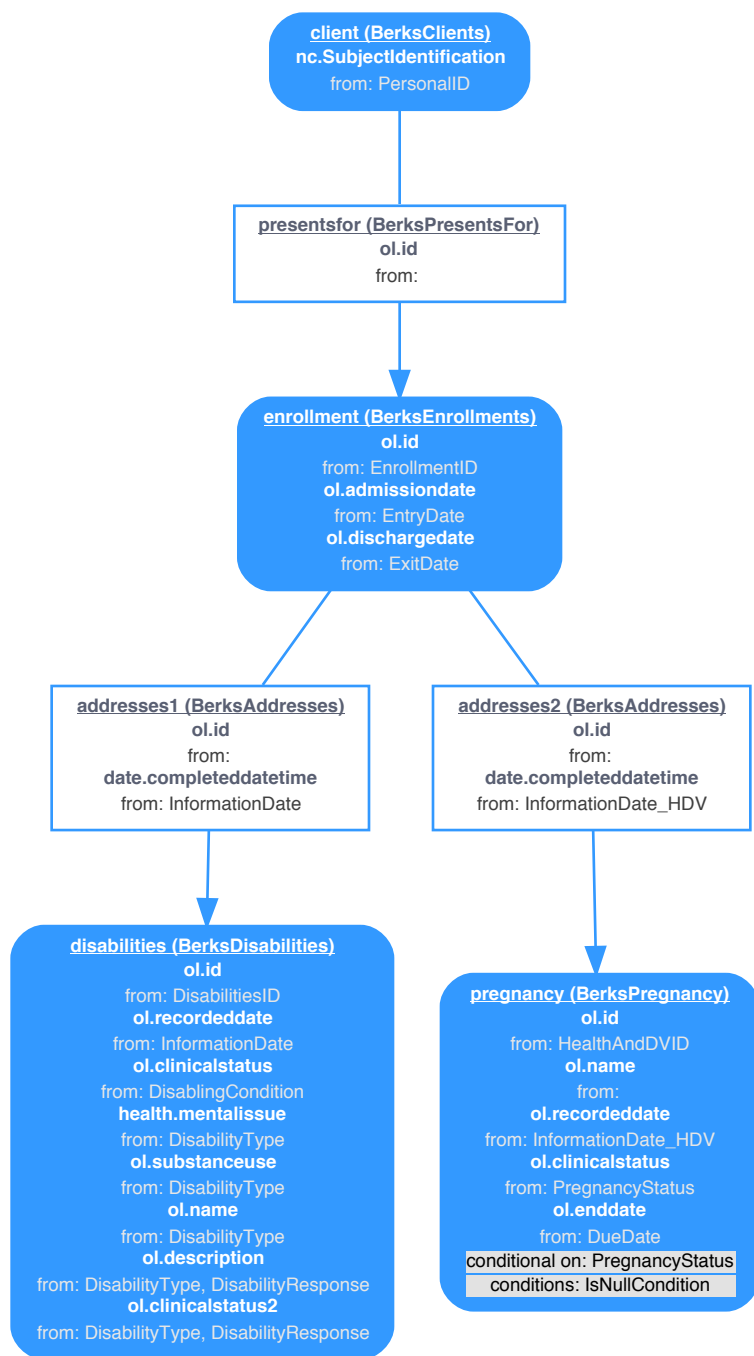 client (BerksClients)
nc.SubjectIdentification
from: PersonalID
presentsfor (BerksPresentsFor)
ol.id
from:
enrollment (BerksEnrollments)
ol.id
from: EnrollmentID
ol.admissiondate
from: EntryDate
ol.dischargedate
from: ExitDate
addresses1 (BerksAddresses)
ol.id
from:
date.completeddatetime
from: InformationDate
addresses2 (BerksAddresses)
ol.id
from:
date.completeddatetime
from: InformationDate_HDV
disabilities (BerksDisabilities)
ol.id
from: DisabilitiesID
ol.recordeddate
from: InformationDate
ol.clinicalstatus
from: DisablingCondition
health.mentalissue
from: DisabilityType
ol.substanceuse
from: DisabilityType
ol.name
from: DisabilityType
ol.description
from: DisabilityType, DisabilityResponse
ol.clinicalstatus2
from: DisabilityType, DisabilityResponse
pregnancy (BerksPregnancy)
ol.id
from: HealthAndDVID
ol.name
from:
ol.recordeddate
from: InformationDate_HDV
ol.clinicalstatus
from: PregnancyStatus
ol.enddate
from: DueDate
conditional on: PregnancyStatus
conditions: IsNullCondition